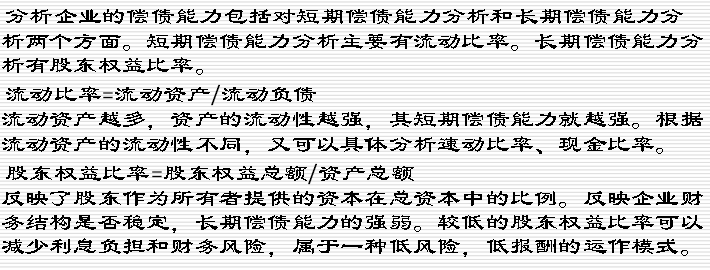 分析企业的偿债能力包括对短期偿债能力分析和长期偿债能力分
析两个方面。短期偿债能力分析主要有流动比率。长期偿债能力分
析有股东权益比率。
流动比率=流动资产/流动负债
流动资产越多，资产的流动性越强，其短期偿债能力就越强。根据
流动资产的流动性不同，又可以具体分析速动比率、现金比率。
股东权益比率=股东权益总额/资产总额
反映了股东作为所有者提供的资本在总资本中的比例。反映企业财
务结构是否稳定，长期偿债能力的强弱。较低的股东权益比率可以
减少利息负担和财务风险，属于一种低风险，低报酬的运作模式。